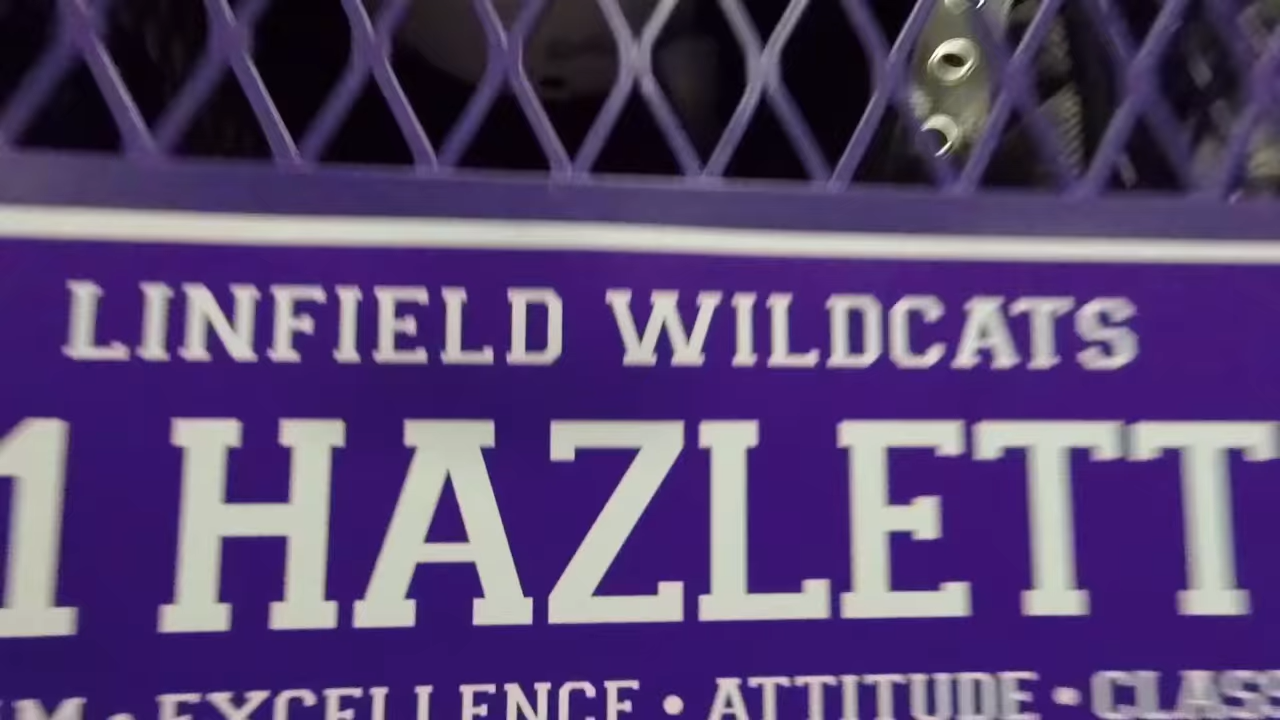 LINFIELD WILDCATS
1 HAZLETT
EXCELLENCE • ATTITUDE • CLASS